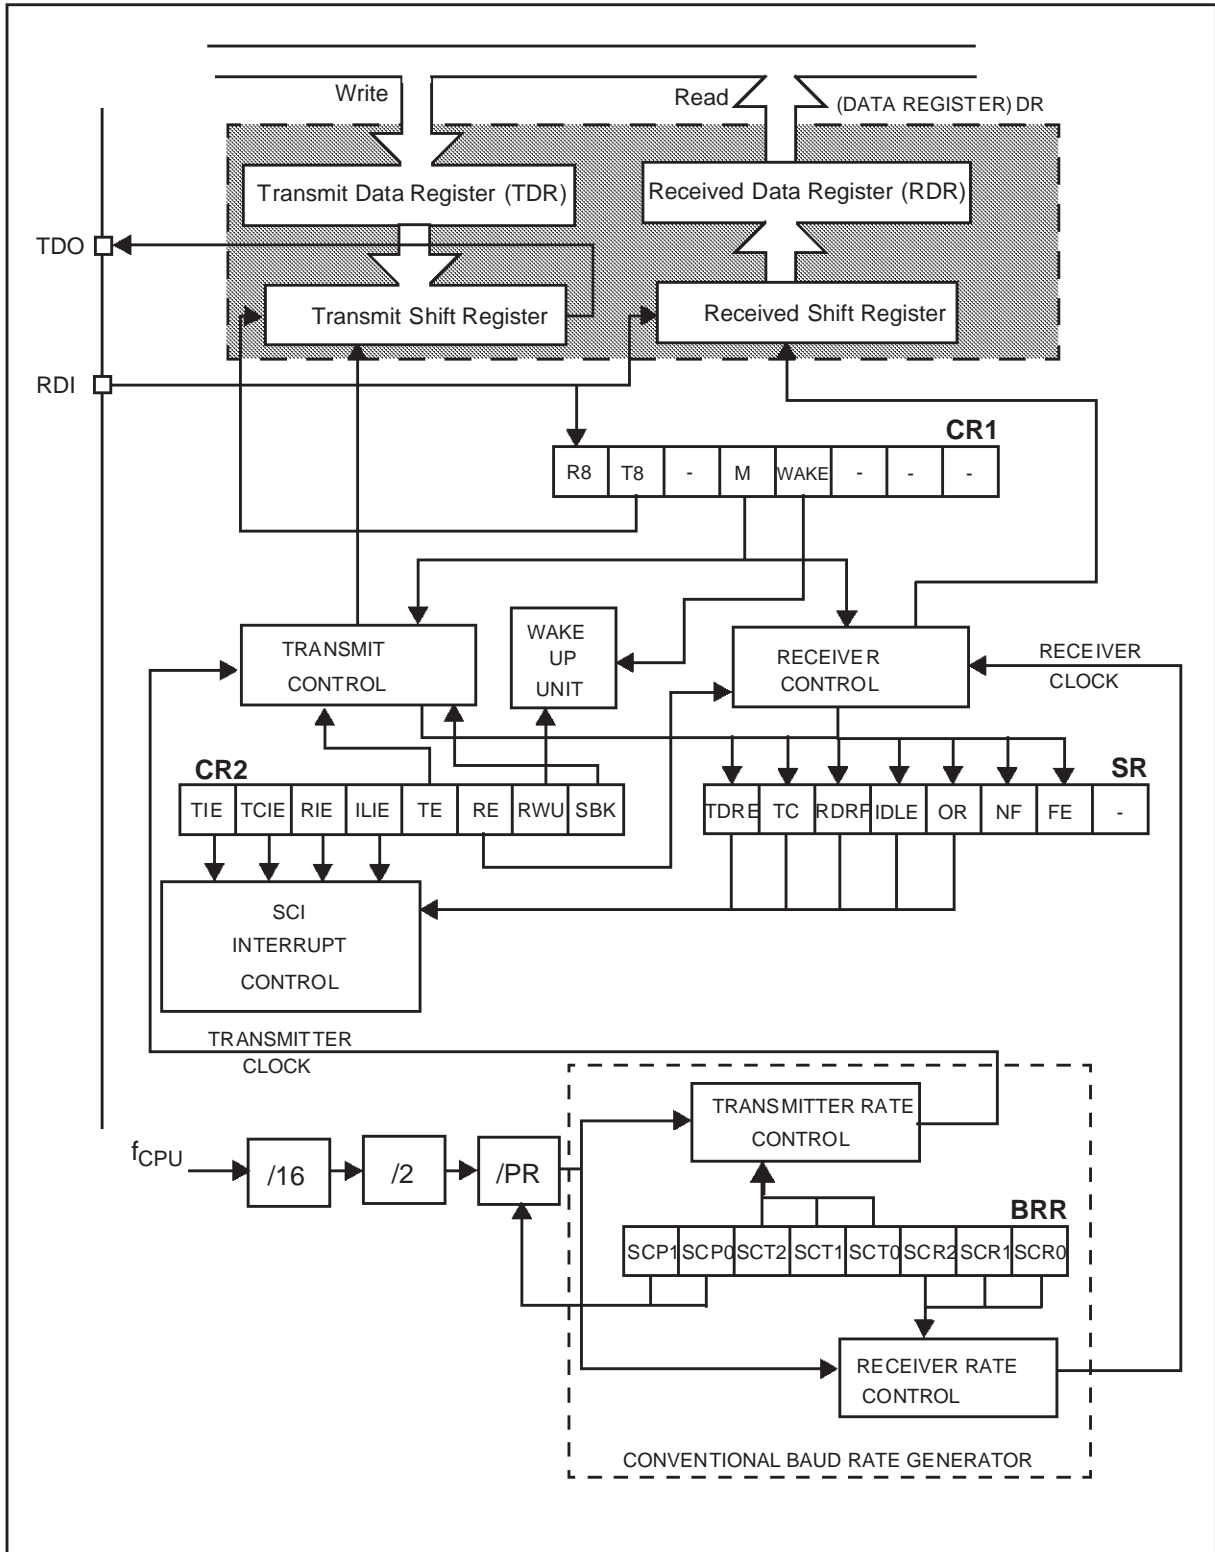 Write
Read
(DATA REGISTER) DR
Transmit Data Register (TDR)
Received Data Register (RDR)
TDO
Transmit Shift Register
Received Shift Register
RDI
CR1
R8 T8 - M WAKE - - -
TRANSMIT
CONTROL
WAKE
UP
UNIT
RECEIVER
CONTROL
RECEIVER
CLOCK
CR2
TIE TCIE RIE ILIE TE RE RWU SBK
SR
TDRE TC RDRF IDLE OR NF FE -
SCI
INTERRUPT
CONTROL
TRANSMITTER
CLOCK
TRANSMITTER RATE
CONTROL
fCPU
/16
/2
/PR
BRR
SCP1 SCP0 SCT2 SCT1 SCT0 SCR2 SCR1 SCR0
RECEIVER RATE
CONTROL
CONVENTIONAL BAUD RATE GENERATOR